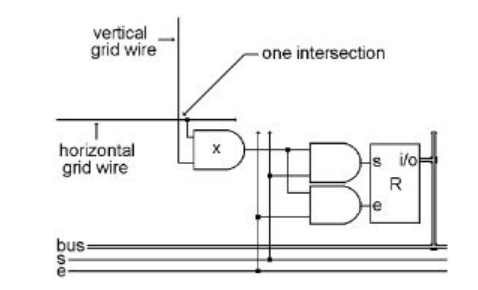 vertical
grid wire
one intersection
horizontal
grid wire
x
s
i/o
R
e
bus
s
e